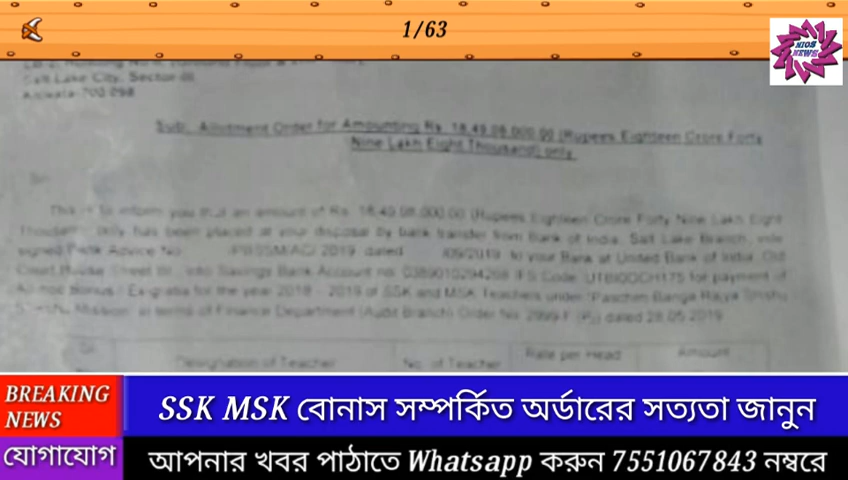 1/63
NIOS
NEWS
Salt Lake City, Sector-III
Sub: Allotment Order for Amounting Rs. 18,49,08,000.00 (Rupees Eighteen Crore Forty
Nine Lakh Eight Thousand) only
This is to inform you that an amount of Rs. 18,49,08,000.00 (Rupees Eighteen Crore Forty Nine Lakh Eight
Thousand) only has been placed at your disposal by bank transfer from Bank of India, Salt Lake Branch, vide
signed Advice No. /2019 dated /05/2019 to your Bank at United Bank of India, Old
Court House Street Br. into Savings Bank Account no. IFS Code: for payment of
Ad-hoc Bonus / Ex-gratia for the year 2018 - 2019 of SSK and MSK Teachers under Paschim Banga Rajya Shishu
Mission in terms of Finance Department (Audit Branch) Order No. 2999-F (P2) dated 28.05.2019
Designation of Teacher No. of Teacher Rate per Head Amount
BREAKING
NEWS
SSK MSK বোনাস সম্পর্কিত অর্ডারের সত্যতা জানুন
যোগাযোগ
আপনার খবর পাঠাতে Whatsapp করুন 7551067843 নম্বরে